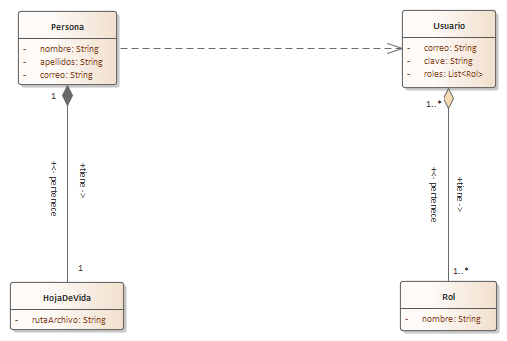 Persona
- nombre: String
- apellidos: String
- correo: String
Usuario
- correo: String
- clave: String
- roles: List<Rol>
1
1..*
+<- pertenece
+tiene ->
+<- pertenece
+tiene ->
1
1..*
HojaDeVida
- rutaArchivo: String
Rol
- nombre: String